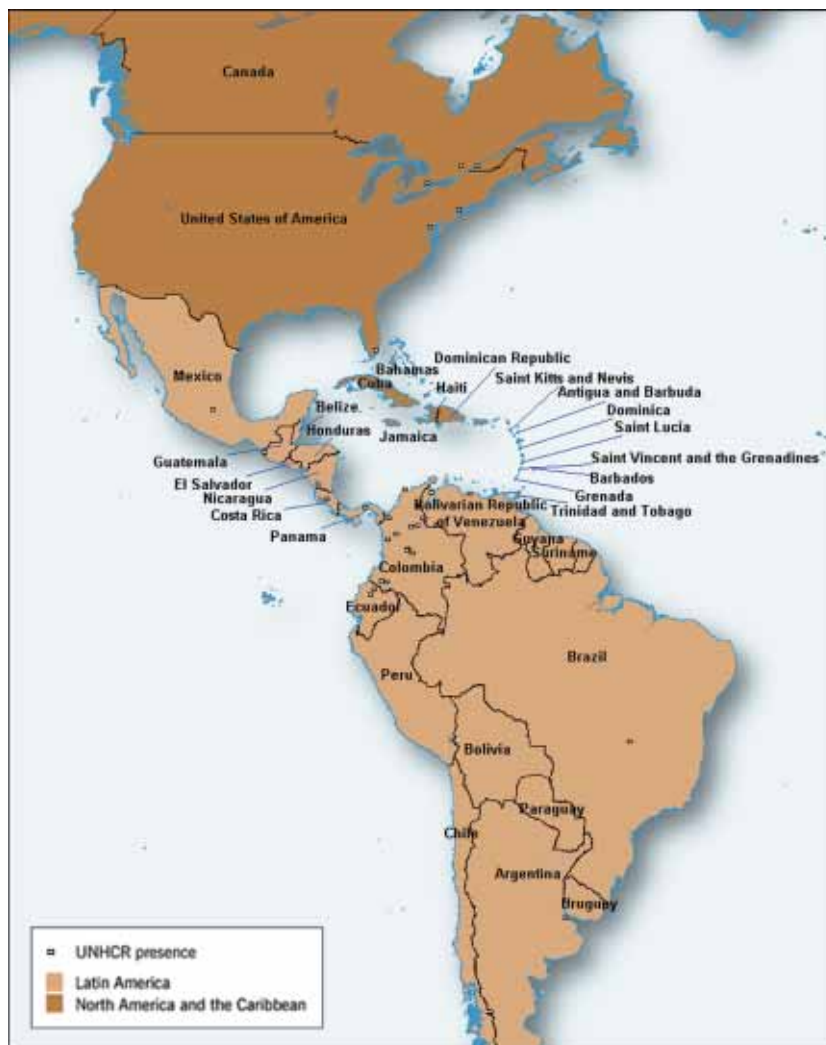 Canada
United States of America
Mexico
Bahamas
Cuba
Haiti
Dominican Republic
Saint Kitts and Nevis
Antigua and Barbuda
Dominica
Saint Lucia
Saint Vincent and the Grenadines
Barbados
Grenada
Trinidad and Tobago
Jamaica
Belize
Honduras
Guatemala
El Salvador
Nicaragua
Costa Rica
Panama
Bolivarian Republic
of Venezuela
Guyana
Suriname
Colombia
Ecuador
Peru
Brazil
Bolivia
Paraguay
Chile
Argentina
Uruguay
UNHCR presence
Latin America
North America and the Caribbean